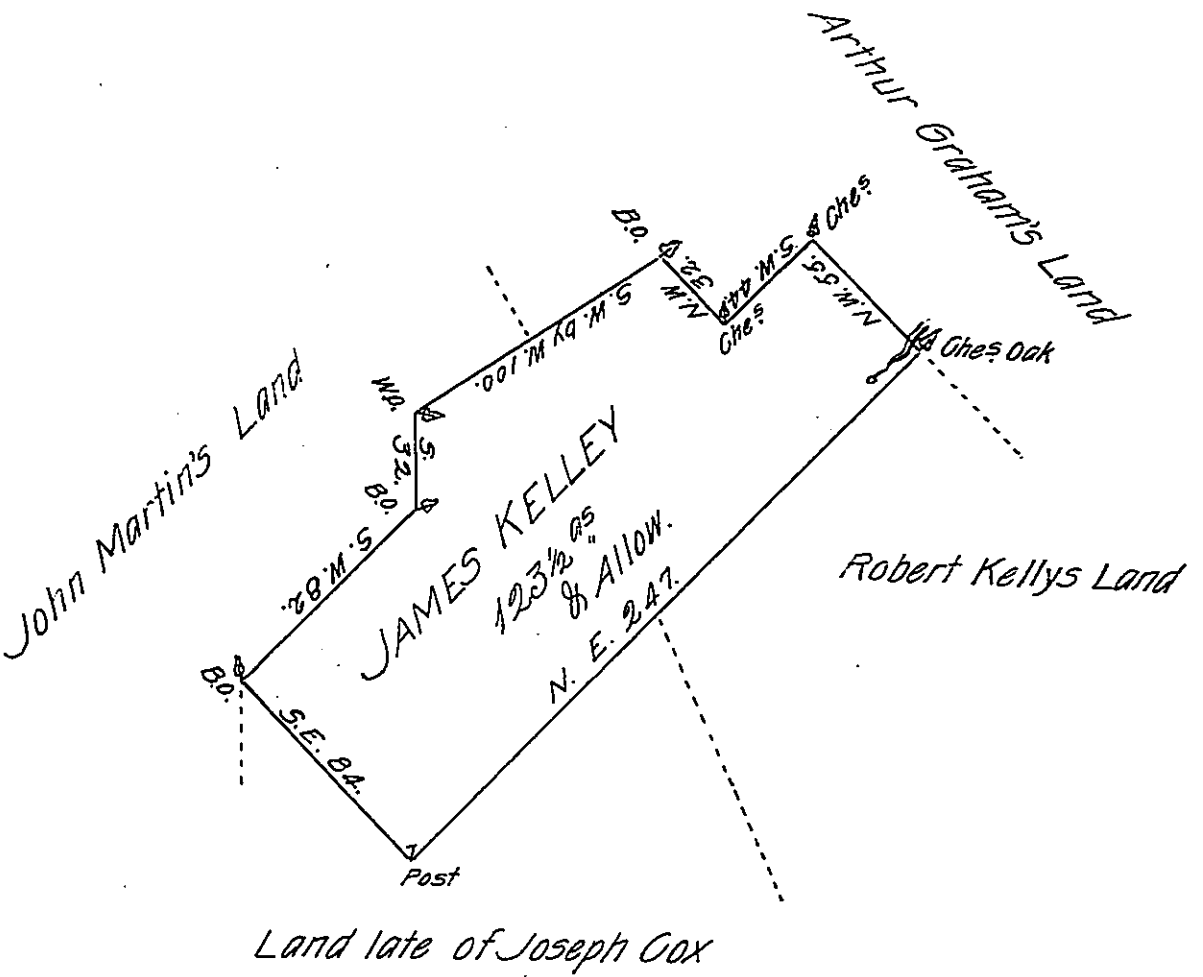 Arthur Graham's Land
Ches
B.O.
N.W. 32.
S.W. 44.
N.W. 55.
Ches
Ches Oak
S.W. by W. 100.
W.O.
S. 32.
B.O.
John Martin's Land
S.W. 82.
JAMES KELLEY
123½ as
& Allow.
Robert Kellys Land
N. E. 247.
B.O.
S.E. 84.
Post
Land late of Joseph Cox